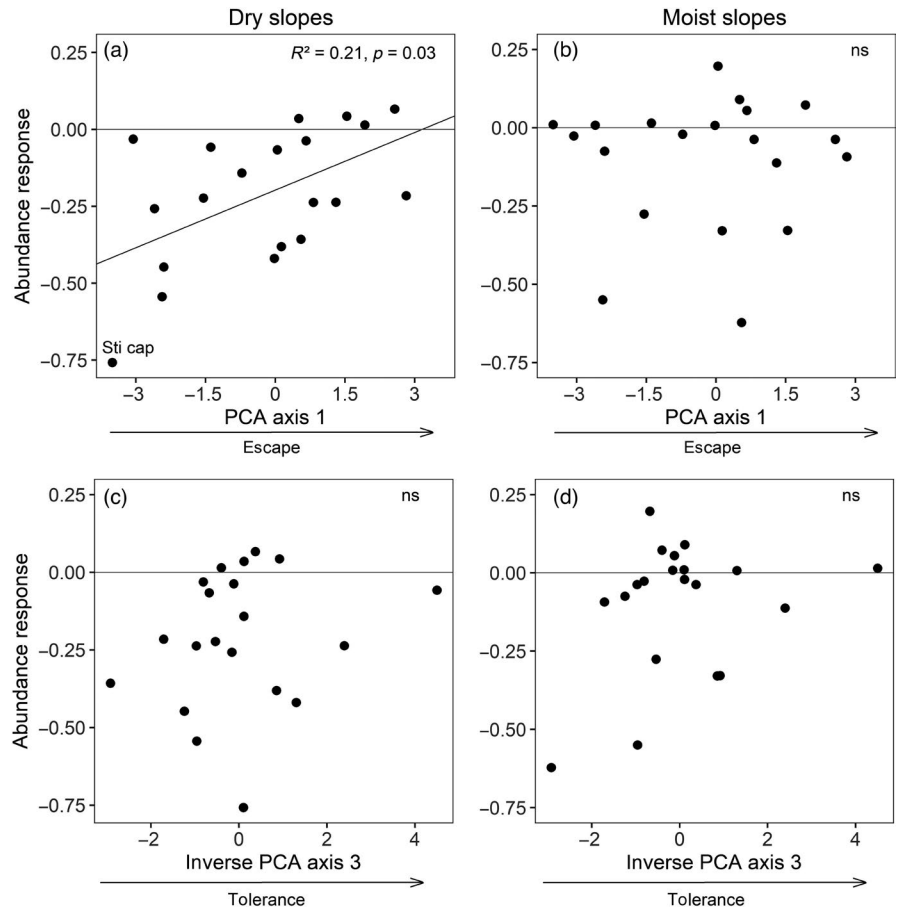 Dry slopes
Moist slopes
(a)
R² = 0.21, p = 0.03
(b)
ns
0.25
0.00
−0.25
−0.50
−0.75
Abundance response
Sti cap
0.25
0.00
−0.25
−0.50
−0.75
−3 −1.5 0 1.5 3
−3 −1.5 0 1.5 3
PCA axis 1
PCA axis 1
Escape
Escape
(c)
ns
(d)
ns
0.25
0.00
−0.25
−0.50
−0.75
Abundance response
0.25
0.00
−0.25
−0.50
−0.75
−2 0 2 4
−2 0 2 4
Inverse PCA axis 3
Inverse PCA axis 3
Tolerance
Tolerance